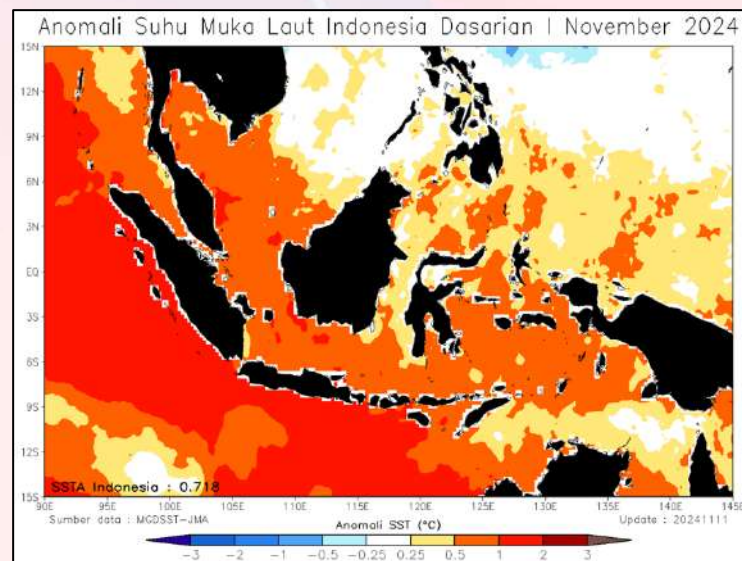 Anomali Suhu Muka Laut Indonesia Dasarian I November 2024
15N
12N
9N
6N
3N
EQ
3S
6S
9S
12S
15S
SSTA Indonesia : 0.718
90E 95E 100E 105E 110E 115E 120E 125E 130E 135E 140E 145E
Sumber data : MGDSST-JMA Anomali SST (°C) Update : 20241111
-3 -2 -1 -0.5 -0.25 0.25 0.5 1 2 3